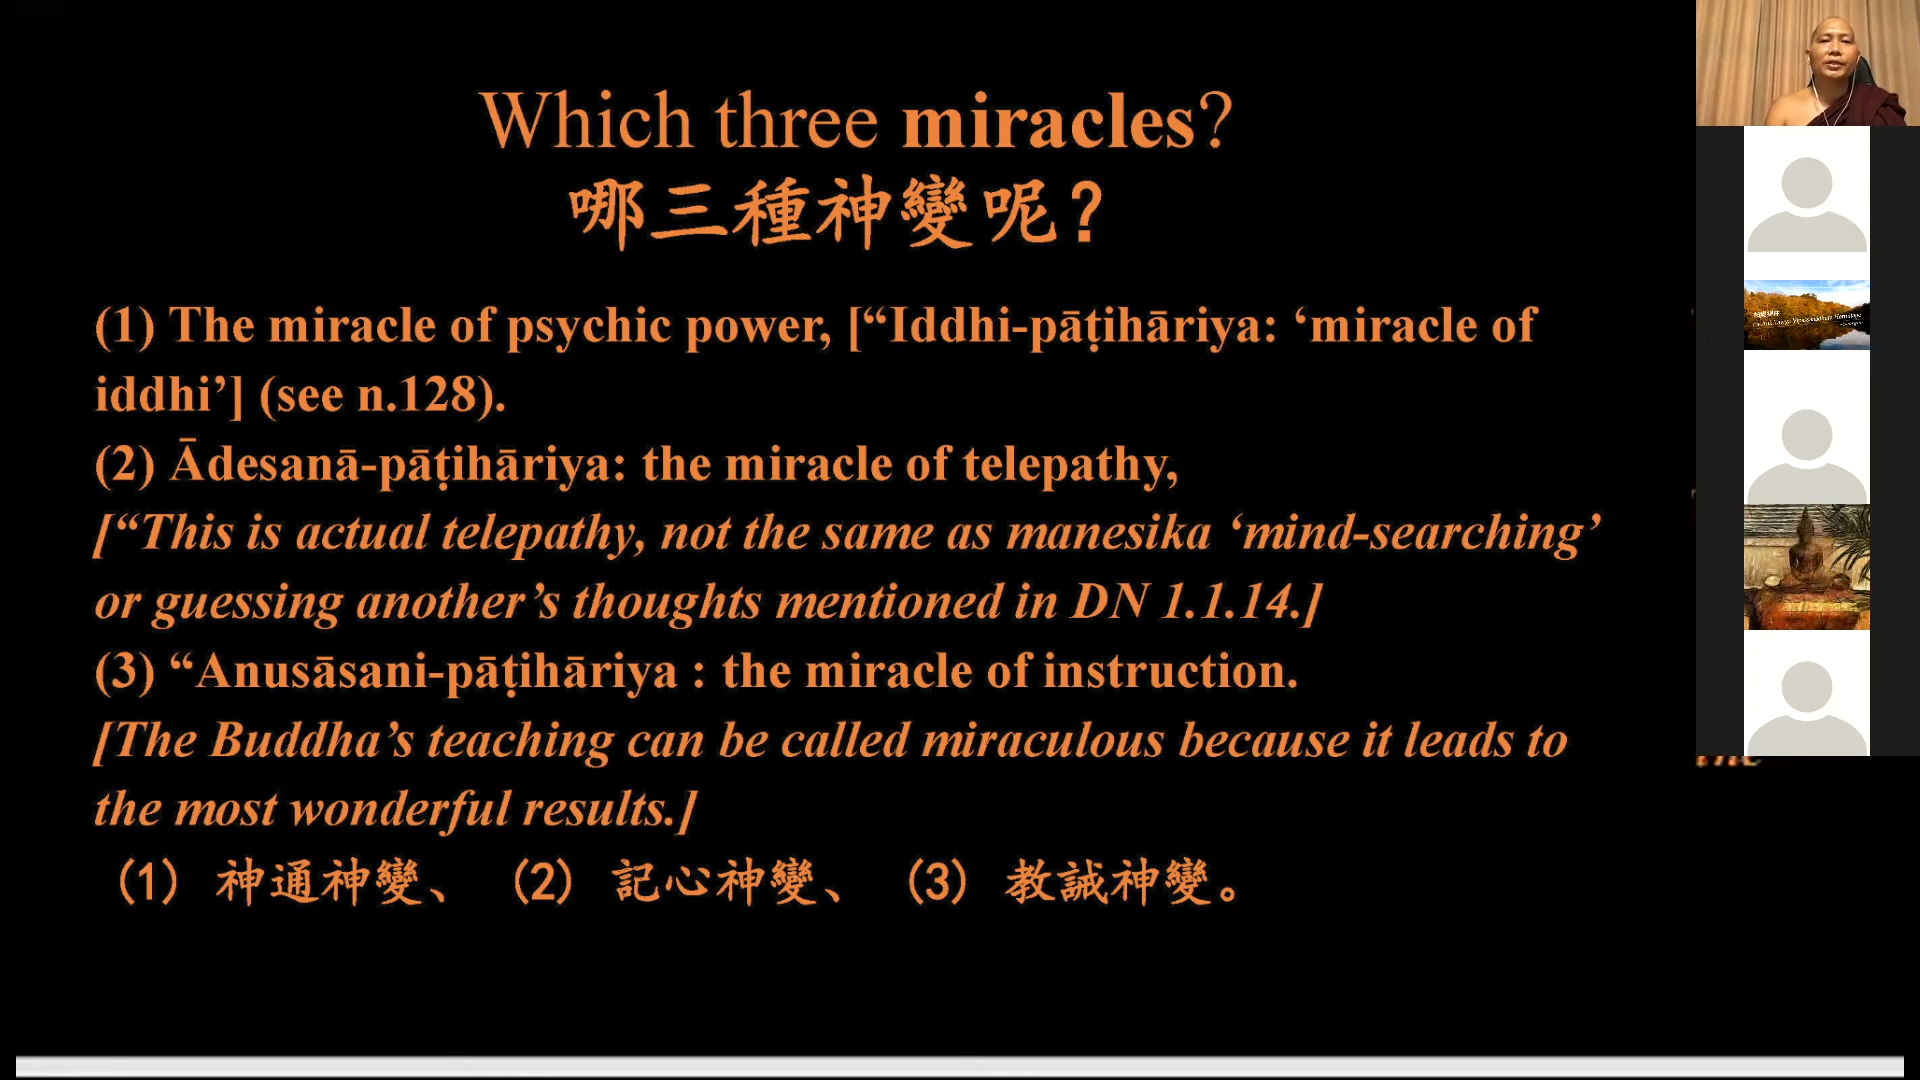 Which three miracles?
哪三種神變呢？
(1) The miracle of psychic power, [“Iddhi-pāṭihāriya: ‘miracle of
iddhi’] (see n.128).
(2) Ādesanā-pāṭihāriya: the miracle of telepathy,
[“This is actual telepathy, not the same as manesika ‘mind-searching’
or guessing another’s thoughts mentioned in DN 1.1.14.]
(3) “Anusāsani-pāṭihāriya : the miracle of instruction.
[The Buddha’s teaching can be called miraculous because it leads to
the most wonderful results.]
(1) 神通神變、 (2) 記心神變、 (3) 教誡神變。